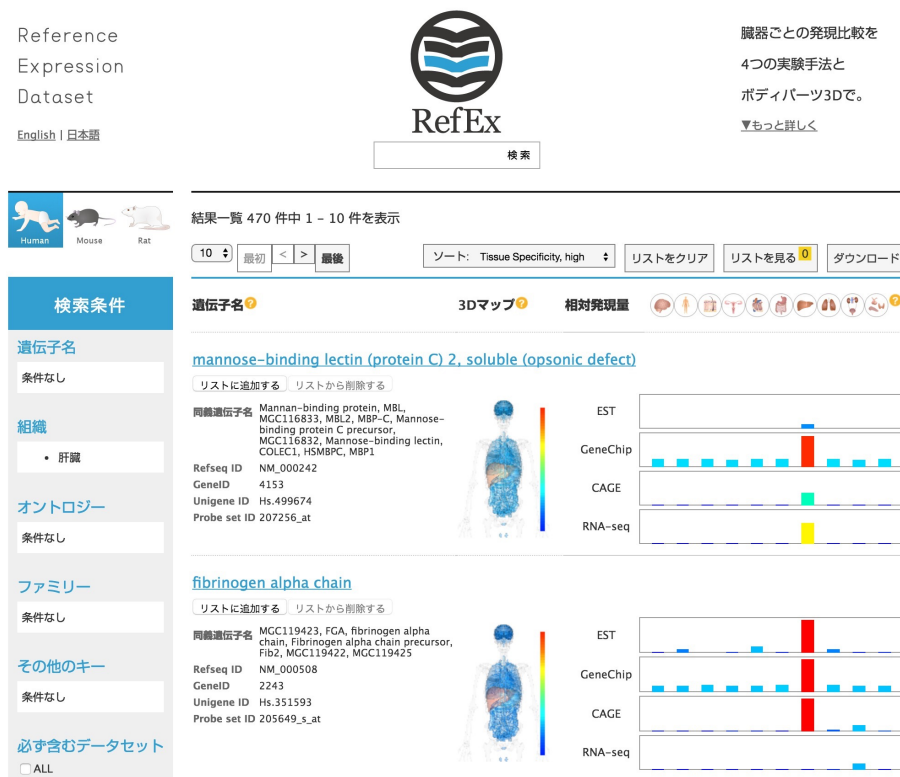 Reference
Expression
Dataset
English | 日本語
RefEx
検索
臓器ごとの発現比較を
4つの実験手法と
ボディパーツ3Dで。
▼もっと詳しく
Human Mouse Rat
結果一覧 470 件中 1 – 10 件を表示
10 最初 < > 最後 ソート: Tissue Specificity, high リストをクリア リストを見る 0 ダウンロード
検索条件
遺伝子名
条件なし
組織
• 肝臓
オントロジー
条件なし
ファミリー
条件なし
その他のキー
条件なし
必ず含むデータセット
ALL
遺伝子名? 3Dマップ? 相対発現量 ?
mannose-binding lectin (protein C) 2, soluble (opsonic defect)
リストに追加する リストから削除する
同義遺伝子名 Mannan-binding protein, MBL,
MGC116833, MBL2, MBP-C, Mannose-
binding protein C precursor,
MGC116832, Mannose-binding lectin,
COLEC1, HSMBPC, MBP1
Refseq ID NM_000242
GeneID 4153
Unigene ID Hs.499674
Probe set ID 207256_at
EST
GeneChip
CAGE
RNA-seq
fibrinogen alpha chain
リストに追加する リストから削除する
同義遺伝子名 MGC119423, FGA, fibrinogen alpha
chain, Fibrinogen alpha chain precursor,
Fib2, MGC119422, MGC119425
Refseq ID NM_000508
GeneID 2243
Unigene ID Hs.351593
Probe set ID 205649_s_at
EST
GeneChip
CAGE
RNA-seq